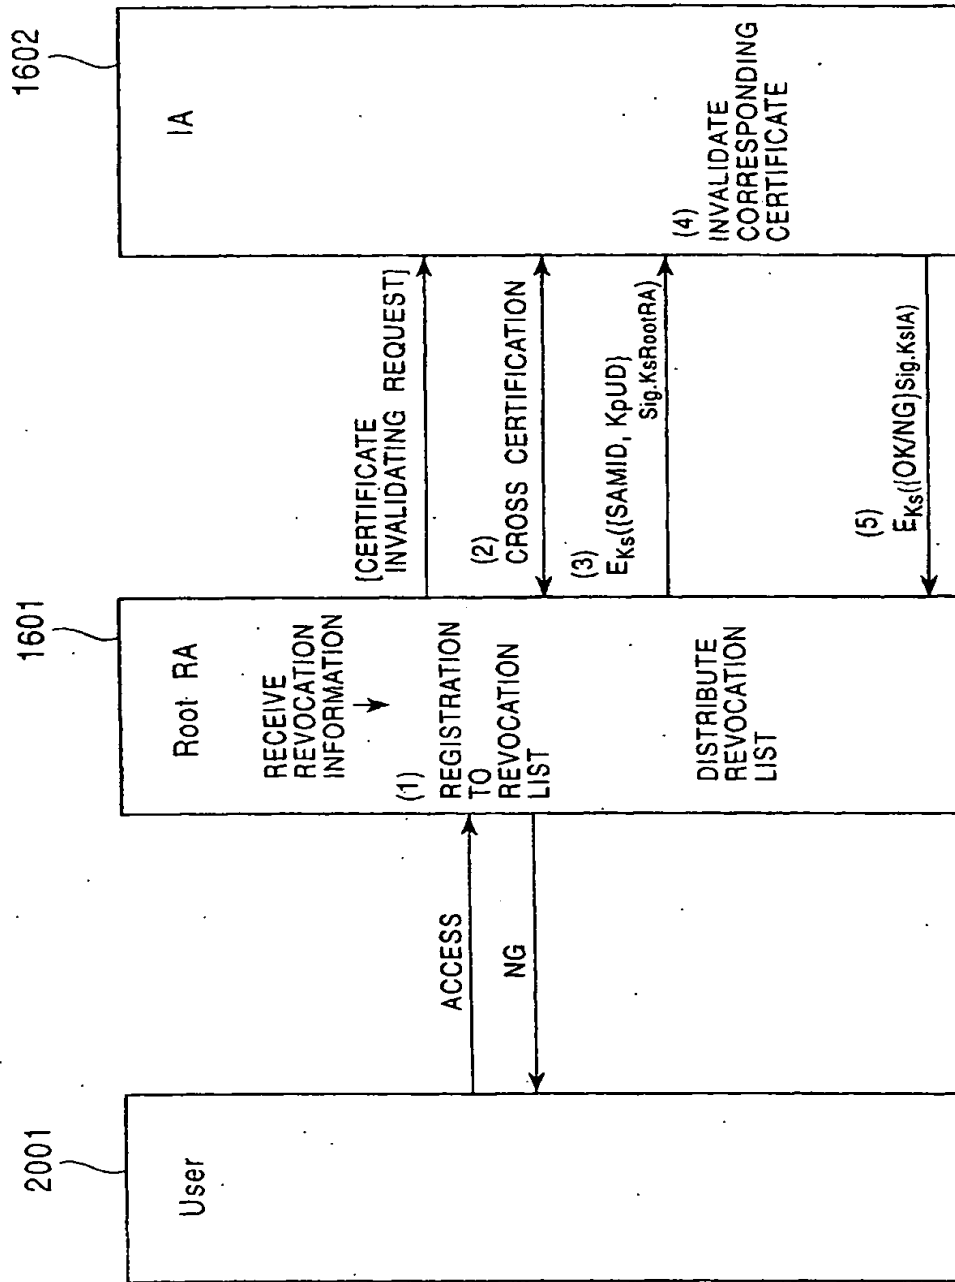 2001
User
ACCESS
NG
1601
Root RA
RECEIVE
REVOCATION
INFORMATION
(1)
REGISTRATION
TO
REVOCATION
LIST
DISTRIBUTE
REVOCATION
LIST
[CERTIFICATE
INVALIDATING REQUEST]
(2)
CROSS CERTIFICATION
(3)
EKs({SAMID, KpUD}
Sig.KsRootRA)
(5)
EKs({OK/NG}Sig.KsIA)
1602
IA
(4)
INVALIDATE
CORRESPONDING
CERTIFICATE